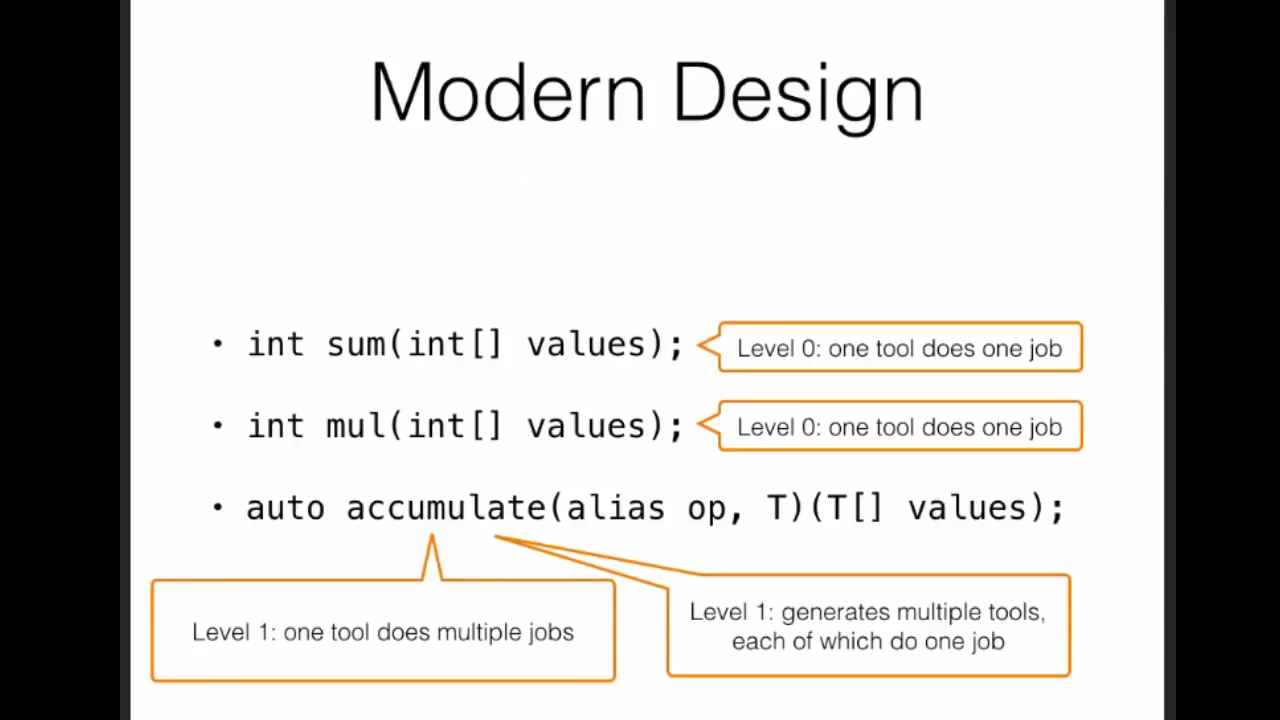 Modern Design
• int sum(int[] values);
Level 0: one tool does one job
• int mul(int[] values);
Level 0: one tool does one job
• auto accumulate(alias op, T)(T[] values);
Level 1: one tool does multiple jobs
Level 1: generates multiple tools,
each of which do one job